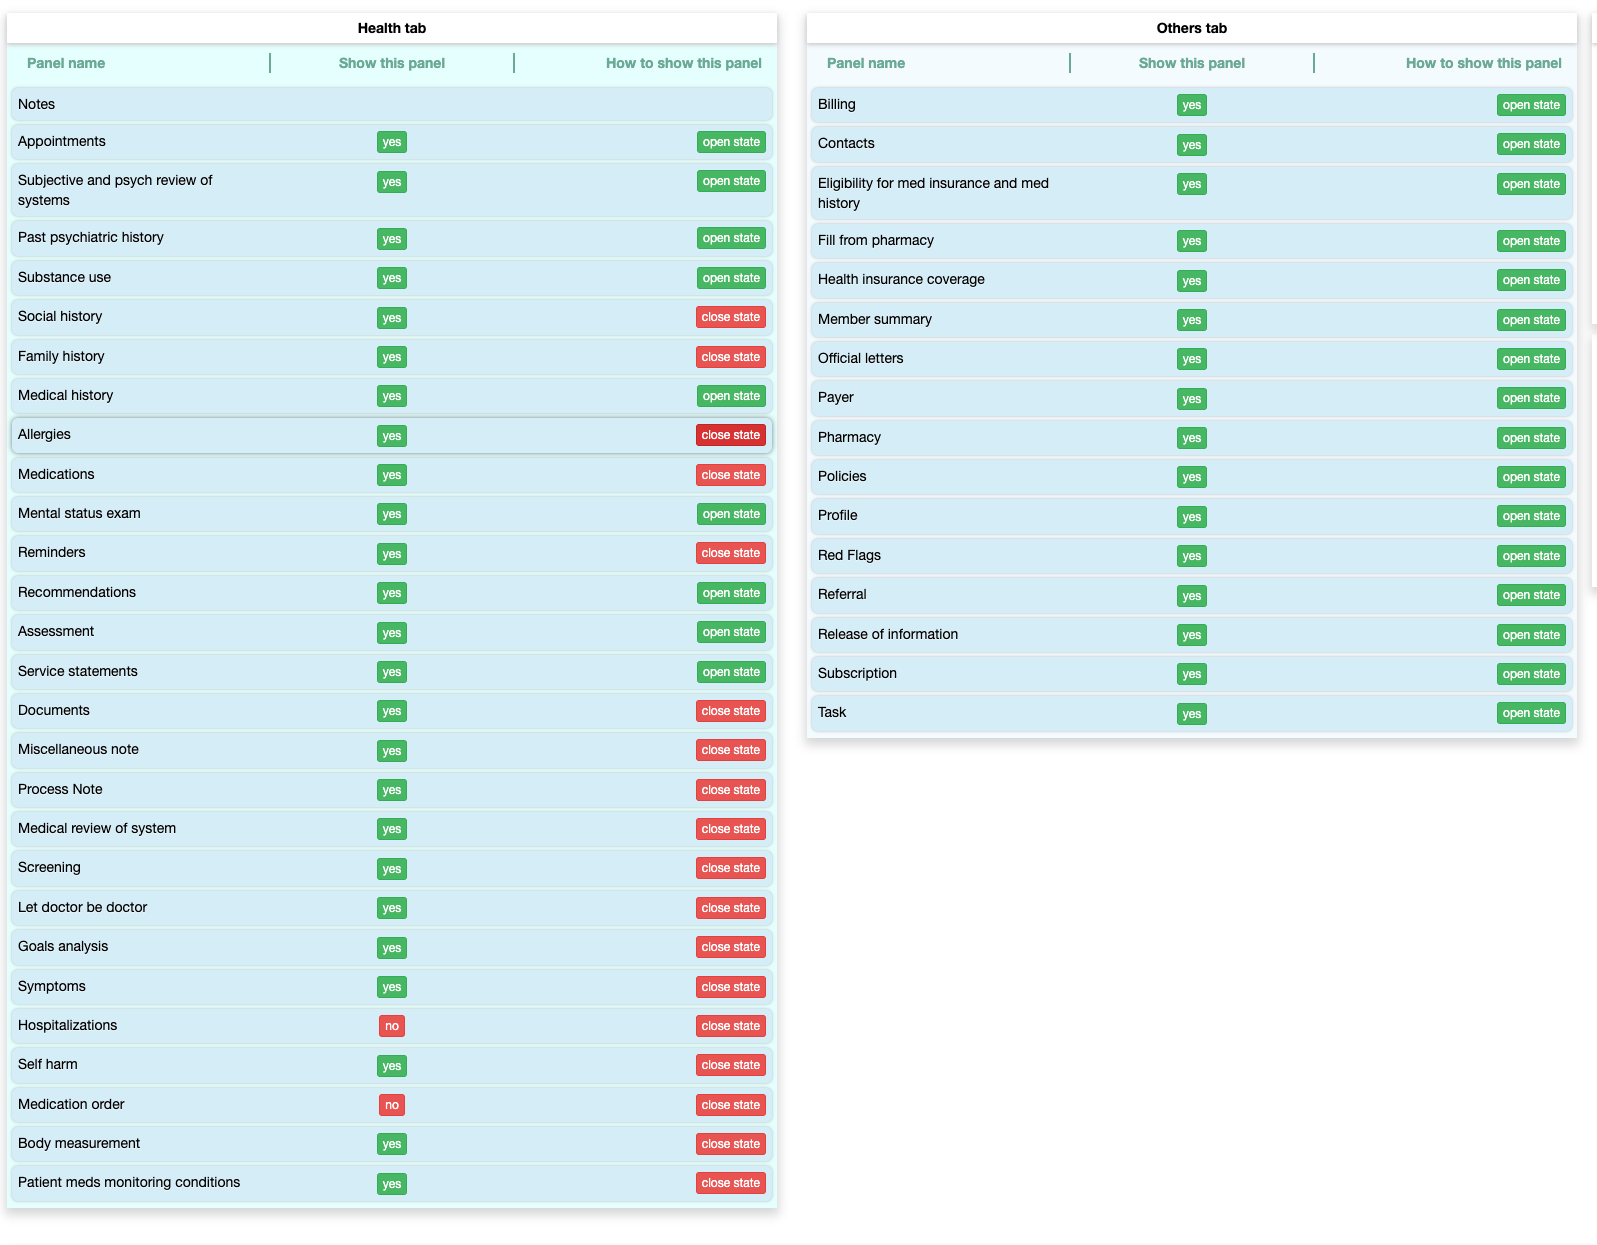 Health tab
Panel name Show this panel How to show this panel
Notes
Appointments yes open state
Subjective and psych review of yes open state
systems
Past psychiatric history yes open state
Substance use yes open state
Social history yes close state
Family history yes close state
Medical history yes open state
Allergies yes close state
Medications yes close state
Mental status exam yes open state
Reminders yes close state
Recommendations yes open state
Assessment yes open state
Service statements yes open state
Documents yes close state
Miscellaneous note yes close state
Process Note yes close state
Medical review of system yes close state
Screening yes close state
Let doctor be doctor yes close state
Goals analysis yes close state
Symptoms yes close state
Hospitalizations no close state
Self harm yes close state
Medication order no close state
Body measurement yes close state
Patient meds monitoring conditions yes close state
Others tab
Panel name Show this panel How to show this panel
Billing yes open state
Contacts yes open state
Eligibility for med insurance and med yes open state
history
Fill from pharmacy yes open state
Health insurance coverage yes open state
Member summary yes open state
Official letters yes open state
Payer yes open state
Pharmacy yes open state
Policies yes open state
Profile yes open state
Red Flags yes open state
Referral yes open state
Release of information yes open state
Subscription yes open state
Task yes open state